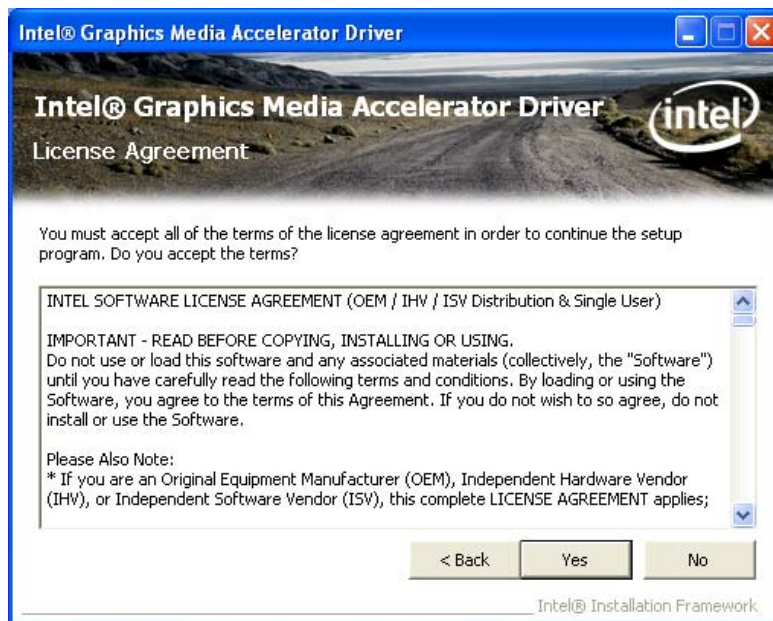 Intel® Graphics Media Accelerator Driver
Intel® Graphics Media Accelerator Driver
intel
License Agreement
You must accept all of the terms of the license agreement in order to continue the setup
program. Do you accept the terms?
INTEL SOFTWARE LICENSE AGREEMENT (OEM / IHV / ISV Distribution & Single User)
IMPORTANT - READ BEFORE COPYING, INSTALLING OR USING.
Do not use or load this software and any associated materials (collectively, the "Software")
until you have carefully read the following terms and conditions. By loading or using the
Software, you agree to the terms of this Agreement. If you do not wish to so agree, do not
install or use the Software.
Please Also Note:
* If you are an Original Equipment Manufacturer (OEM), Independent Hardware Vendor
(IHV), or Independent Software Vendor (ISV), this complete LICENSE AGREEMENT applies;
< Back
Yes
No
Intel® Installation Framework